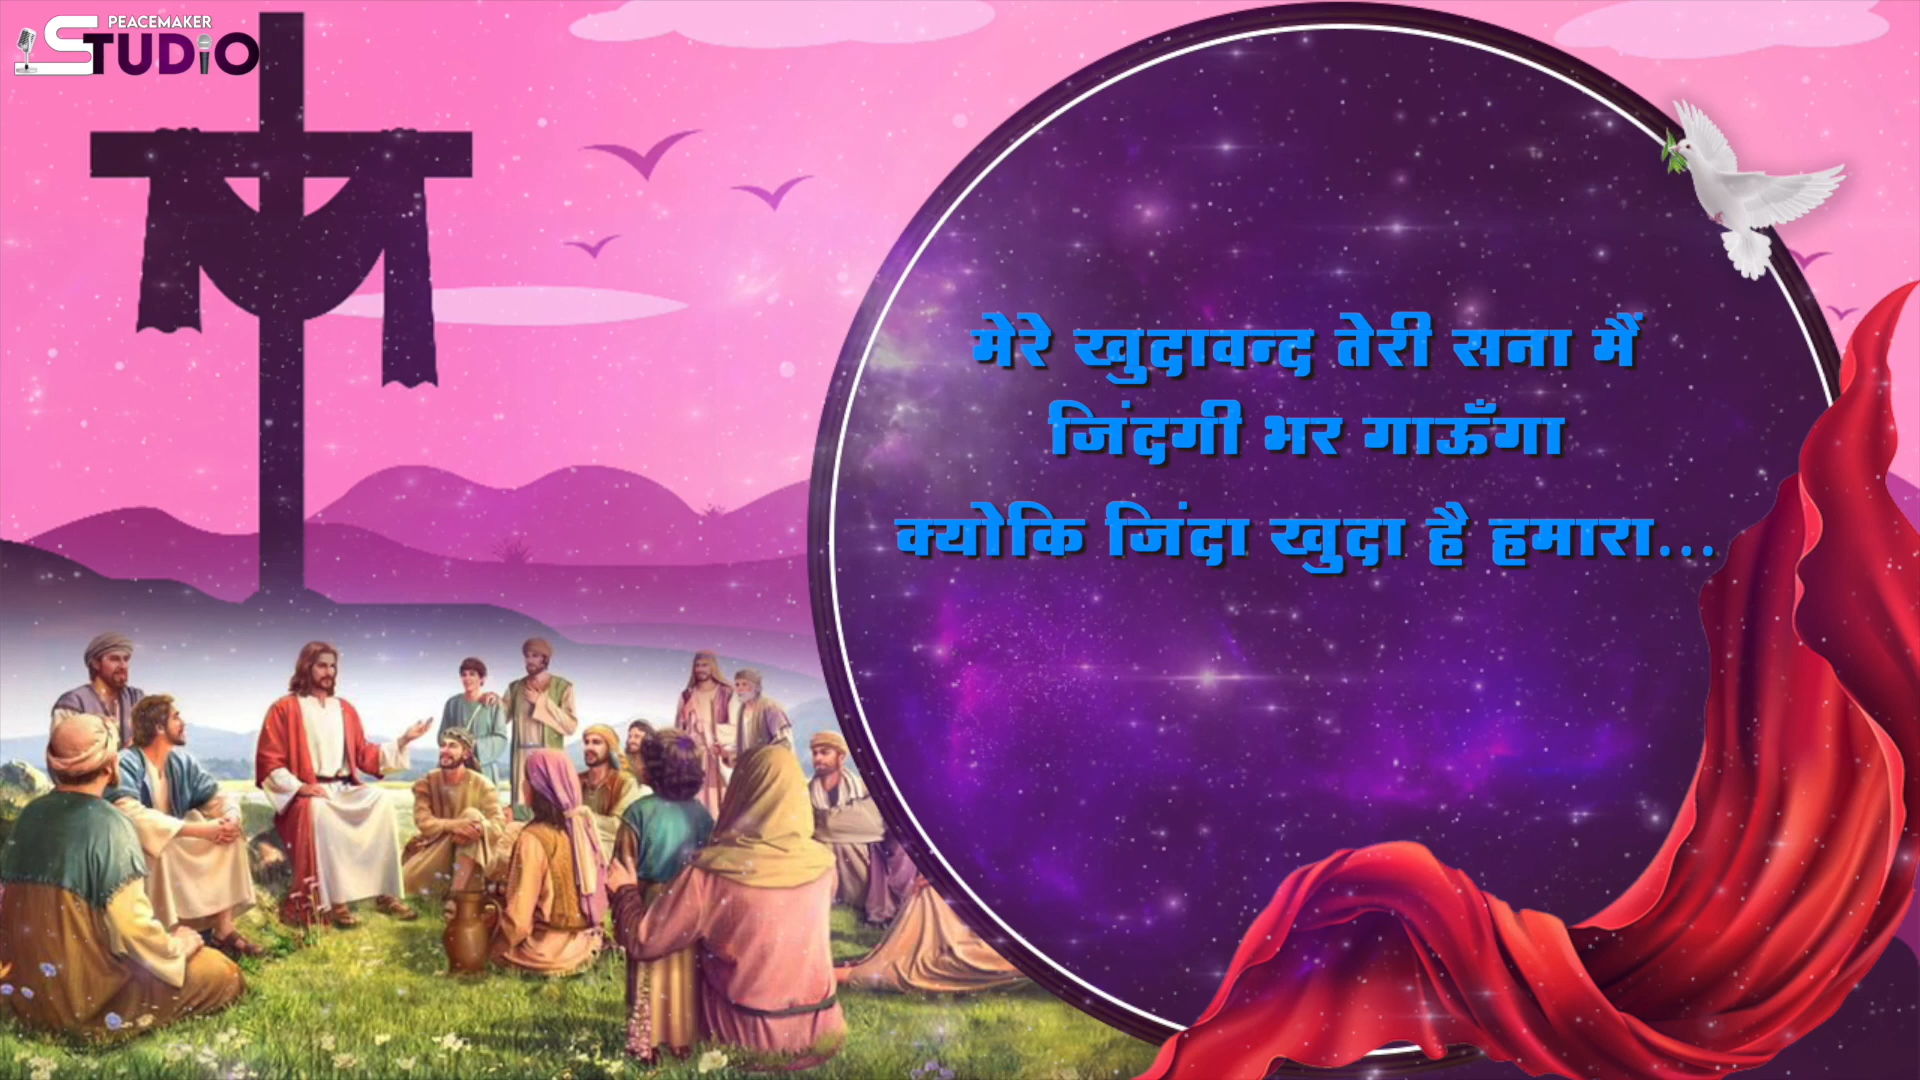 PEACEMAKER
STUDIO
मेरे खुदावन्द तेरी सना मैं
जिंदगी भर गाऊँगा
क्योकि जिंदा खुदा है हमारा...